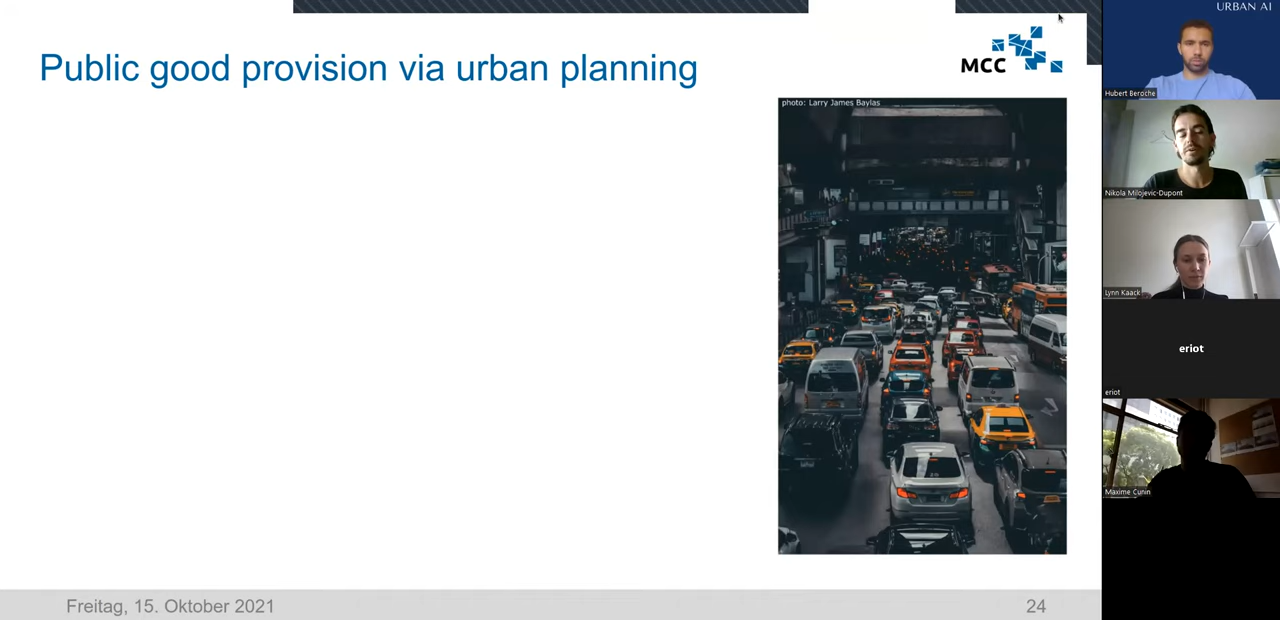 Public good provision via urban planning
MCC
photo: Larry James Baylas
Freitag, 15. Oktober 2021
24
URBAN AI
Hubert Beroche
Nikola Milojevic-Dupont
Lynn Kaack
eriot
eriot
Maxime Cunin